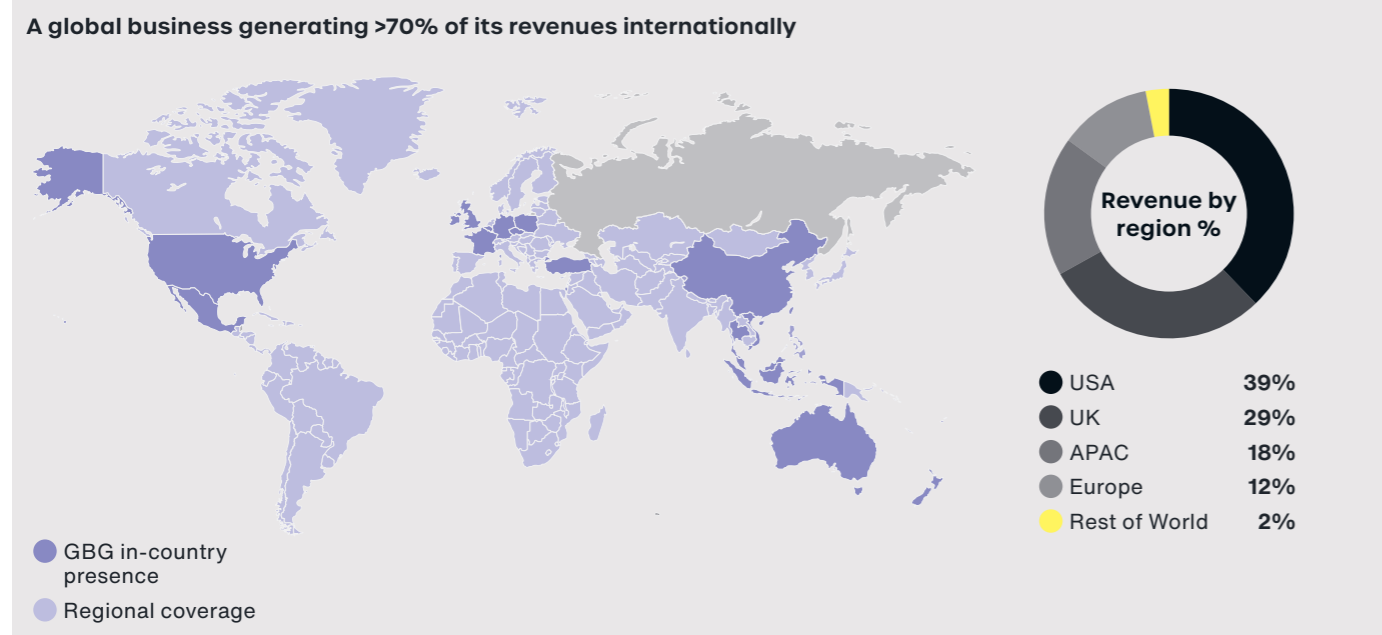 A global business generating >70% of its revenues internationally
GBG in-country
presence
Regional coverage
Revenue by
region %
USA 39%
UK 29%
APAC 18%
Europe 12%
Rest of World 2%